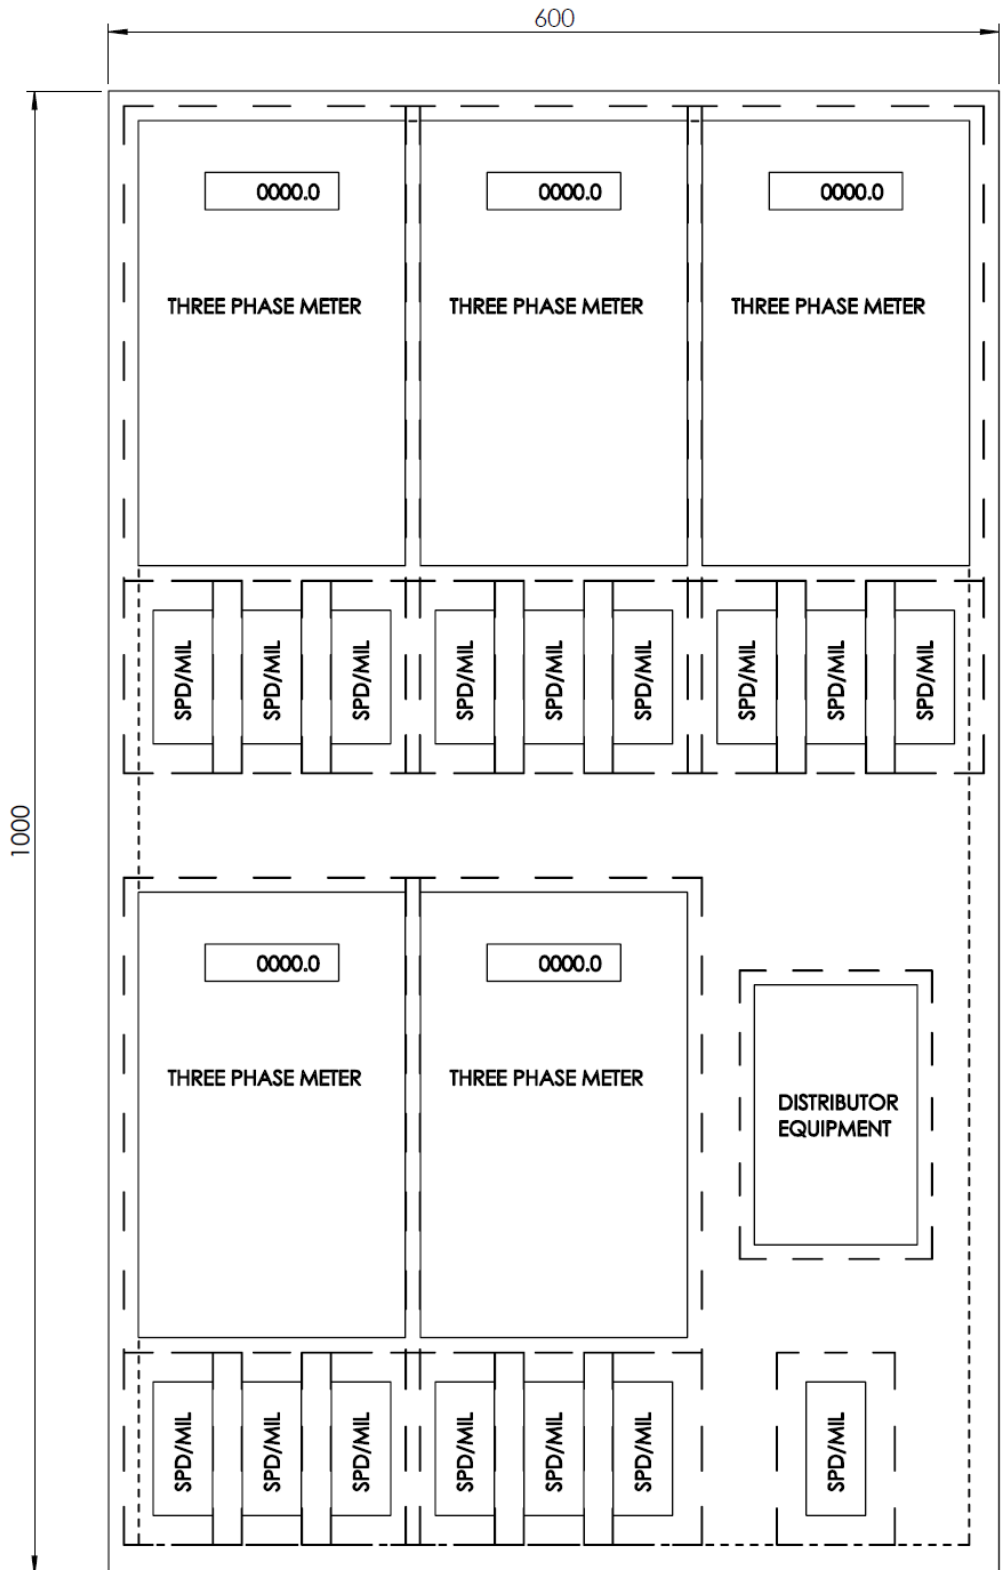 600
0000.0
0000.0
0000.0
THREE PHASE METER
THREE PHASE METER
THREE PHASE METER
SPD/MIL
SPD/MIL
SPD/MIL
SPD/MIL
SPD/MIL
SPD/MIL
SPD/MIL
SPD/MIL
SPD/MIL
1000
0000.0
0000.0
THREE PHASE METER
THREE PHASE METER
DISTRIBUTOR
EQUIPMENT
SPD/MIL
SPD/MIL
SPD/MIL
SPD/MIL
SPD/MIL
SPD/MIL
SPD/MIL